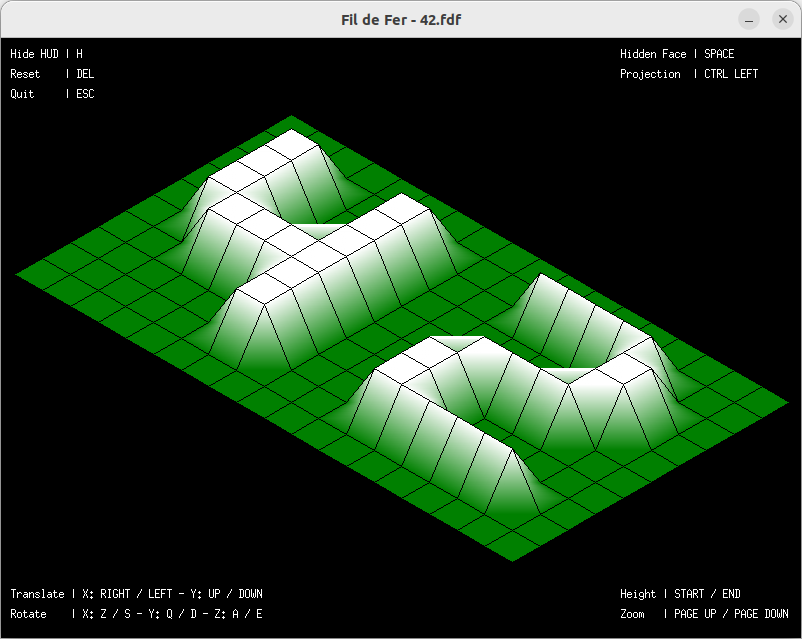 Fil de Fer - 42.fdf
Hide HUD | H
Reset | DEL
Quit | ESC
Hidden Face | SPACE
Projection | CTRL LEFT
Translate | X: RIGHT / LEFT - Y: UP / DOWN
Rotate | X: Z / S - Y: Q / D - Z: A / E
Height | START / END
Zoom | PAGE UP / PAGE DOWN